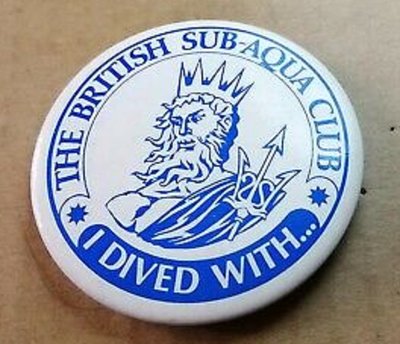 THE BRITISH SUB-AQUA CLUB
I DIVED WITH...